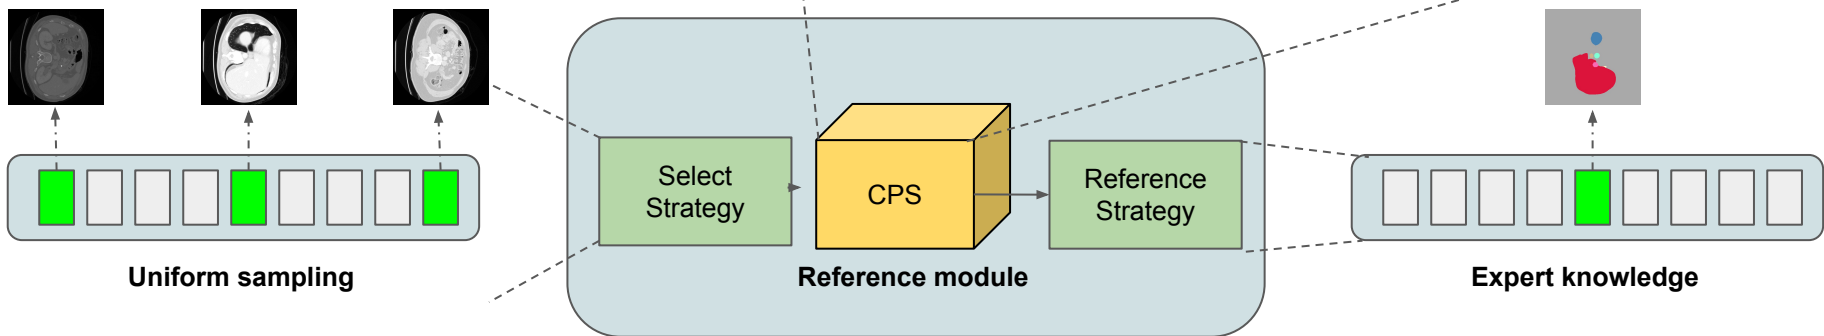 Select
Strategy
CPS
Reference
Strategy
Uniform sampling
Reference module
Expert knowledge